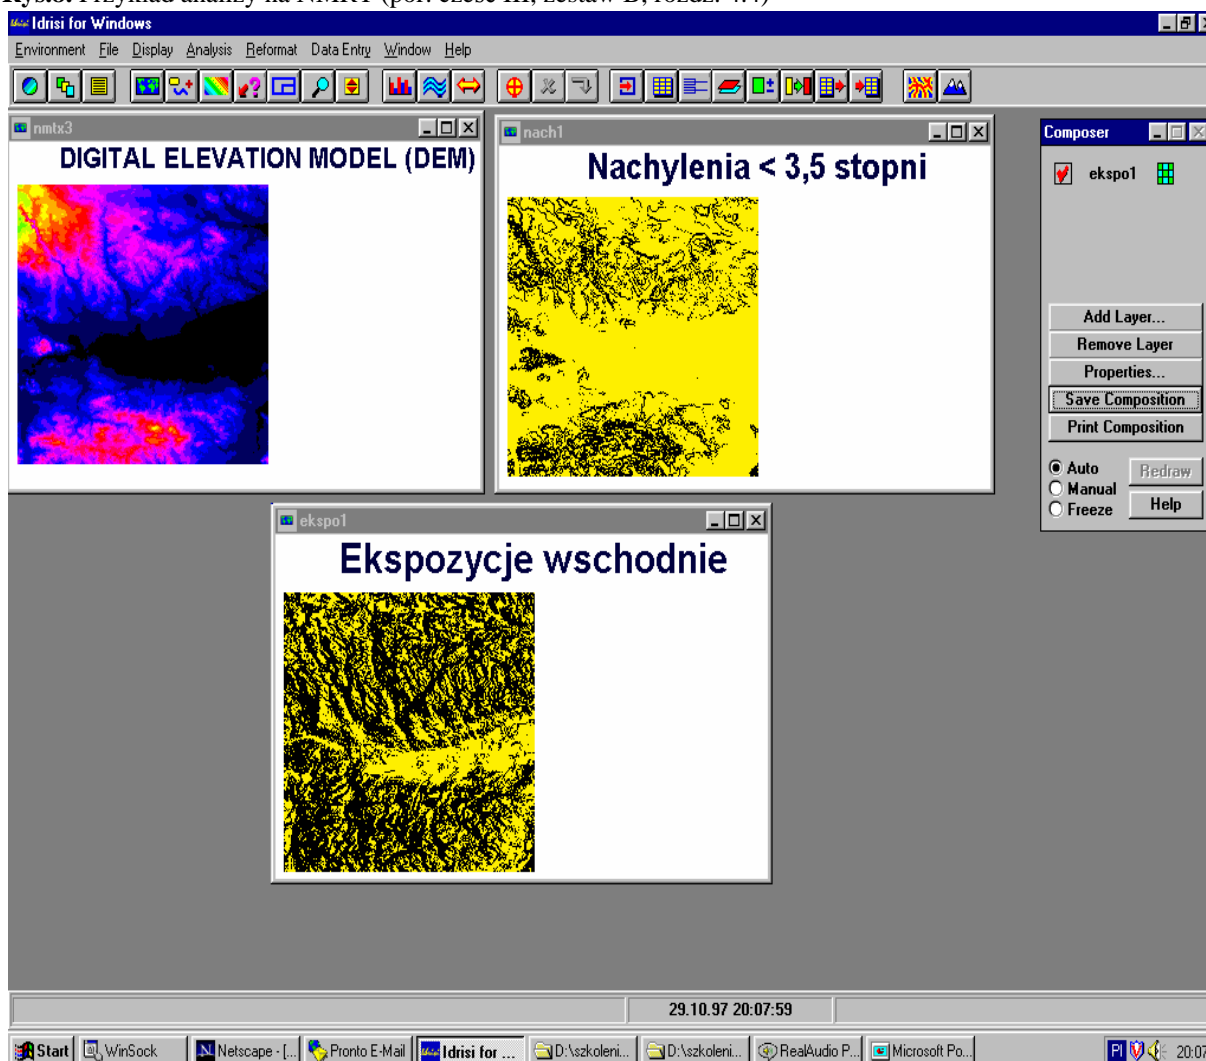 Idrisi for Windows
Environment File Display Analysis Reformat Data Entry Window Help
nmtx3
DIGITAL ELEVATION MODEL (DEM)
nach1
Nachylenia < 3,5 stopni
Composer
ekspo1
Add Layer...
Remove Layer
Properties...
Save Composition
Print Composition
Auto
Manual
Freeze
Redraw
Help
ekspo1
Ekspozycje wschodnie
29.10.97 20:07:59
Start WinSock Netscape - [... Pronto E-Mail Idrisi for ... D:\szkoleni... D:\szkoleni... RealAudio P... Microsoft Po... Pl 20:07